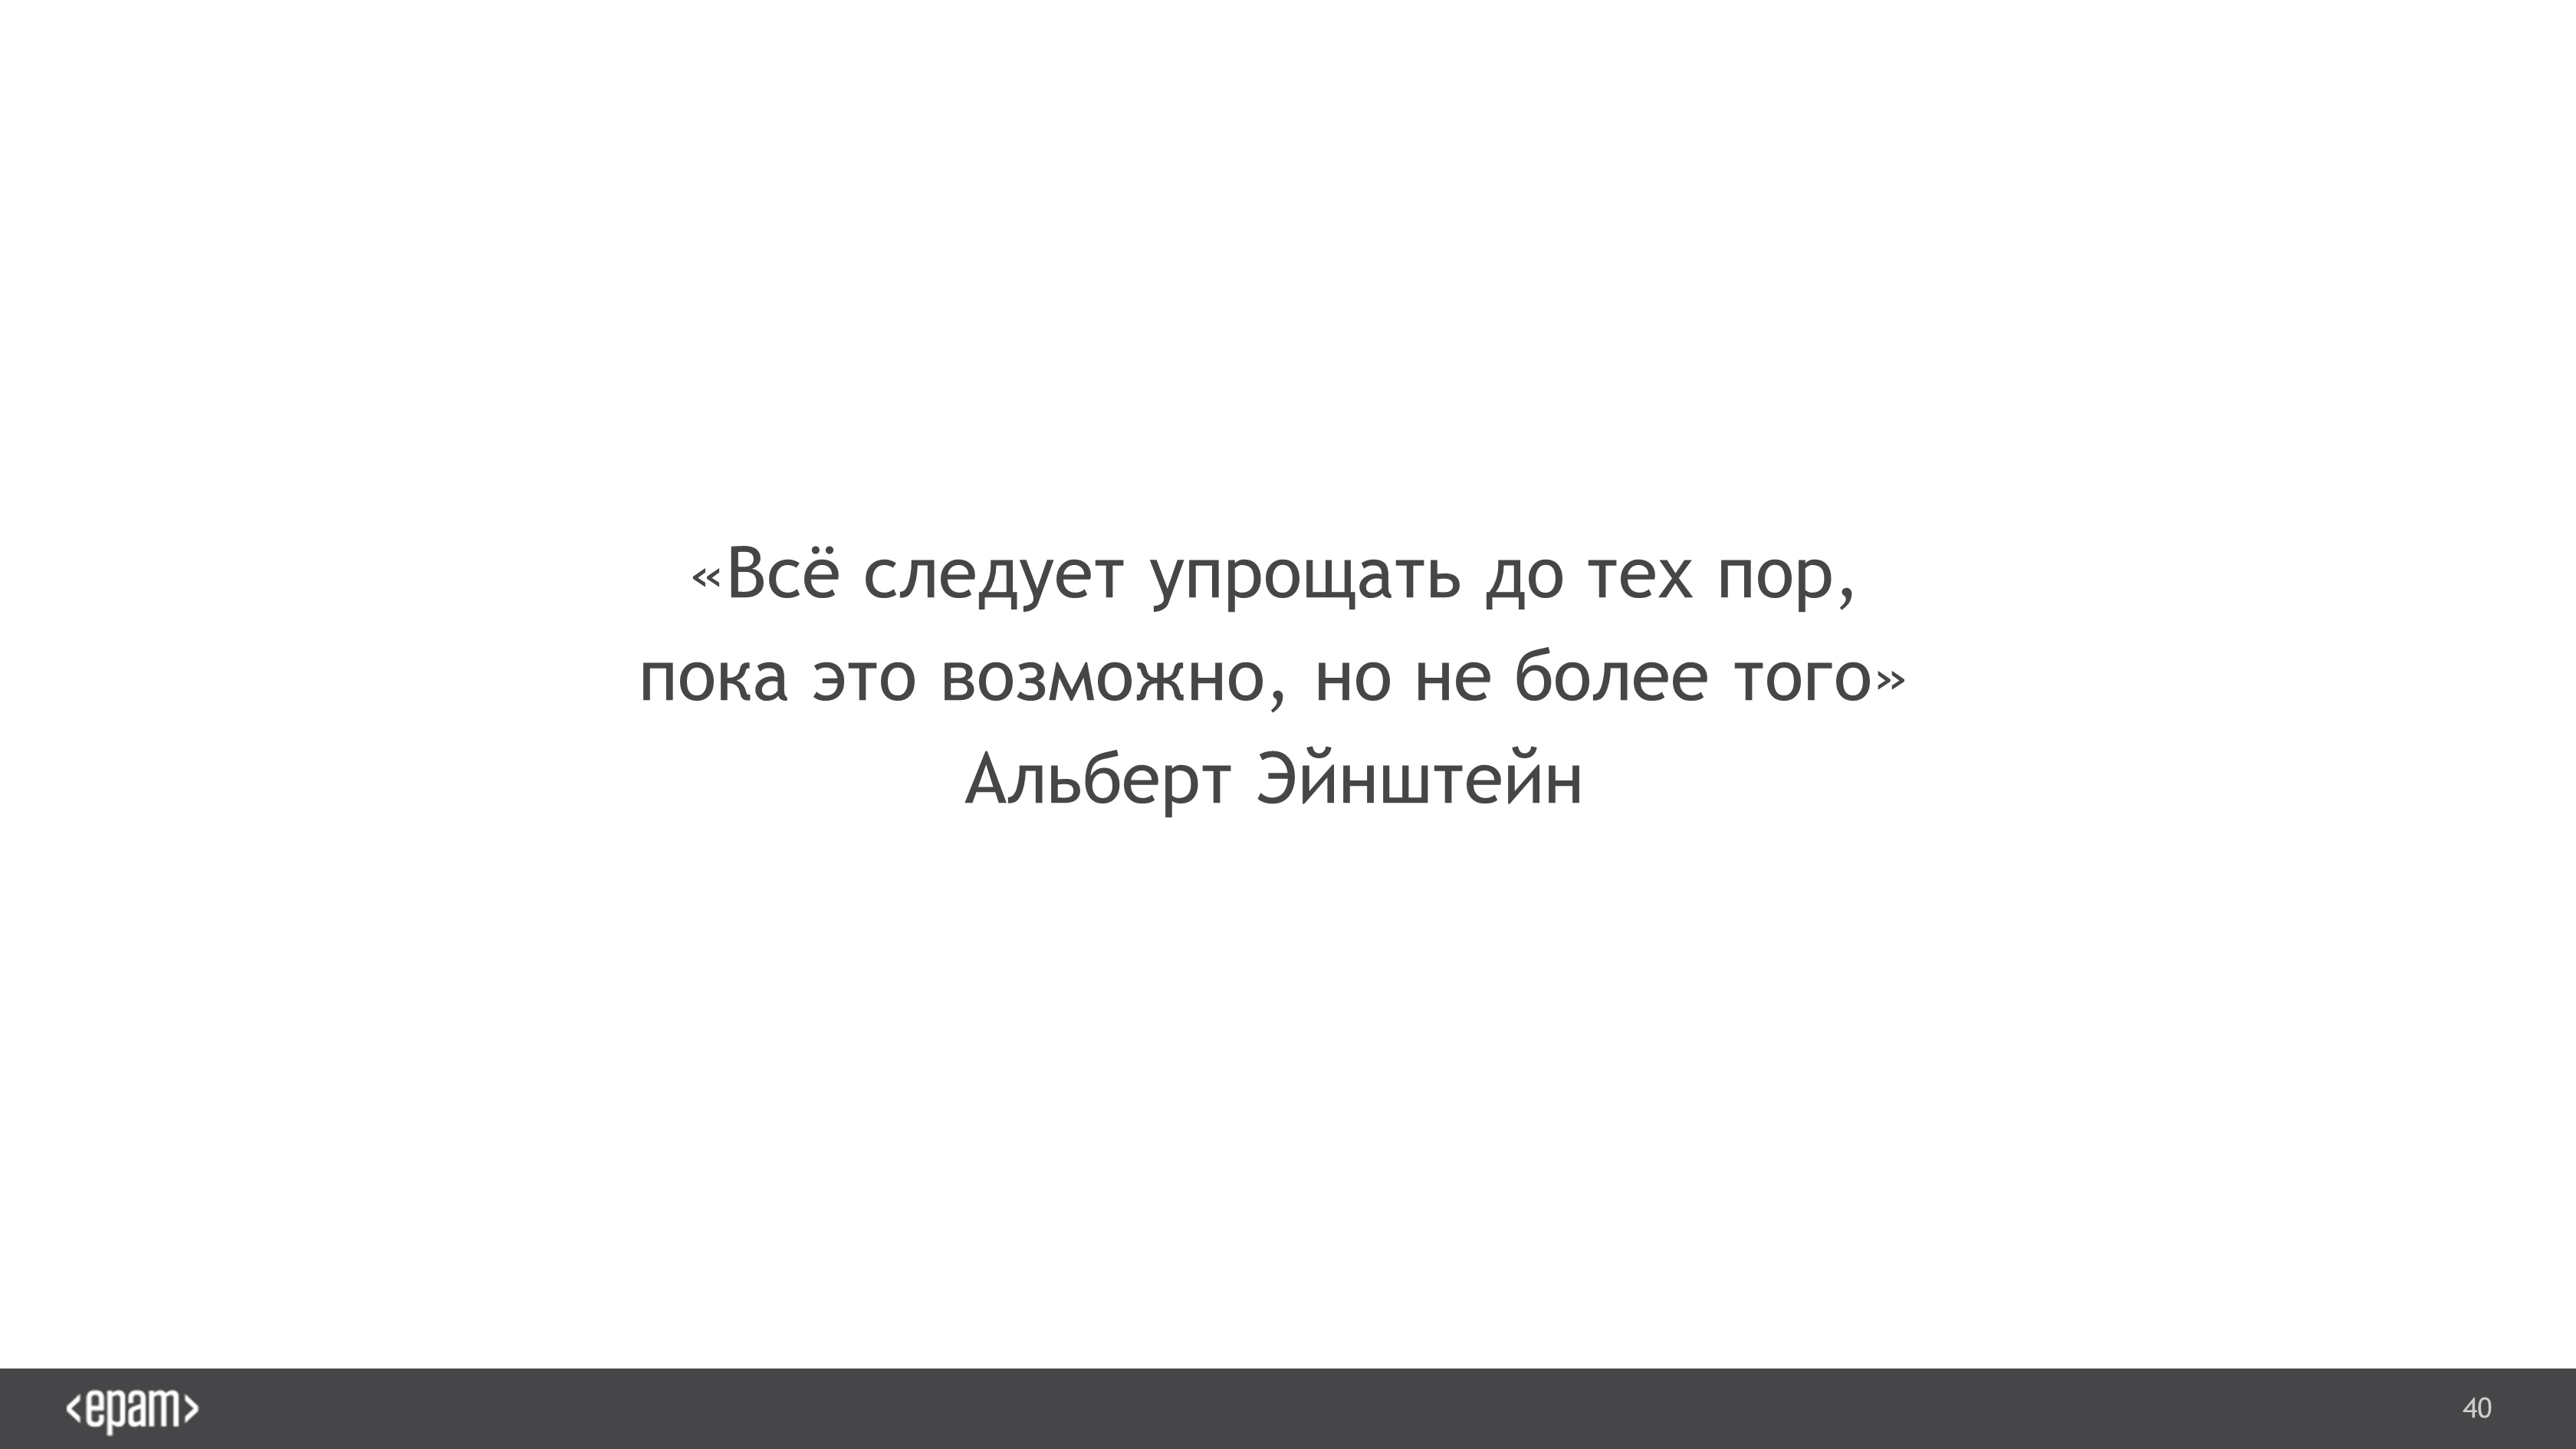 «Всё следует упрощать до тех пор,
пока это возможно, но не более того»
Альберт Эйнштейн
<epam>
40